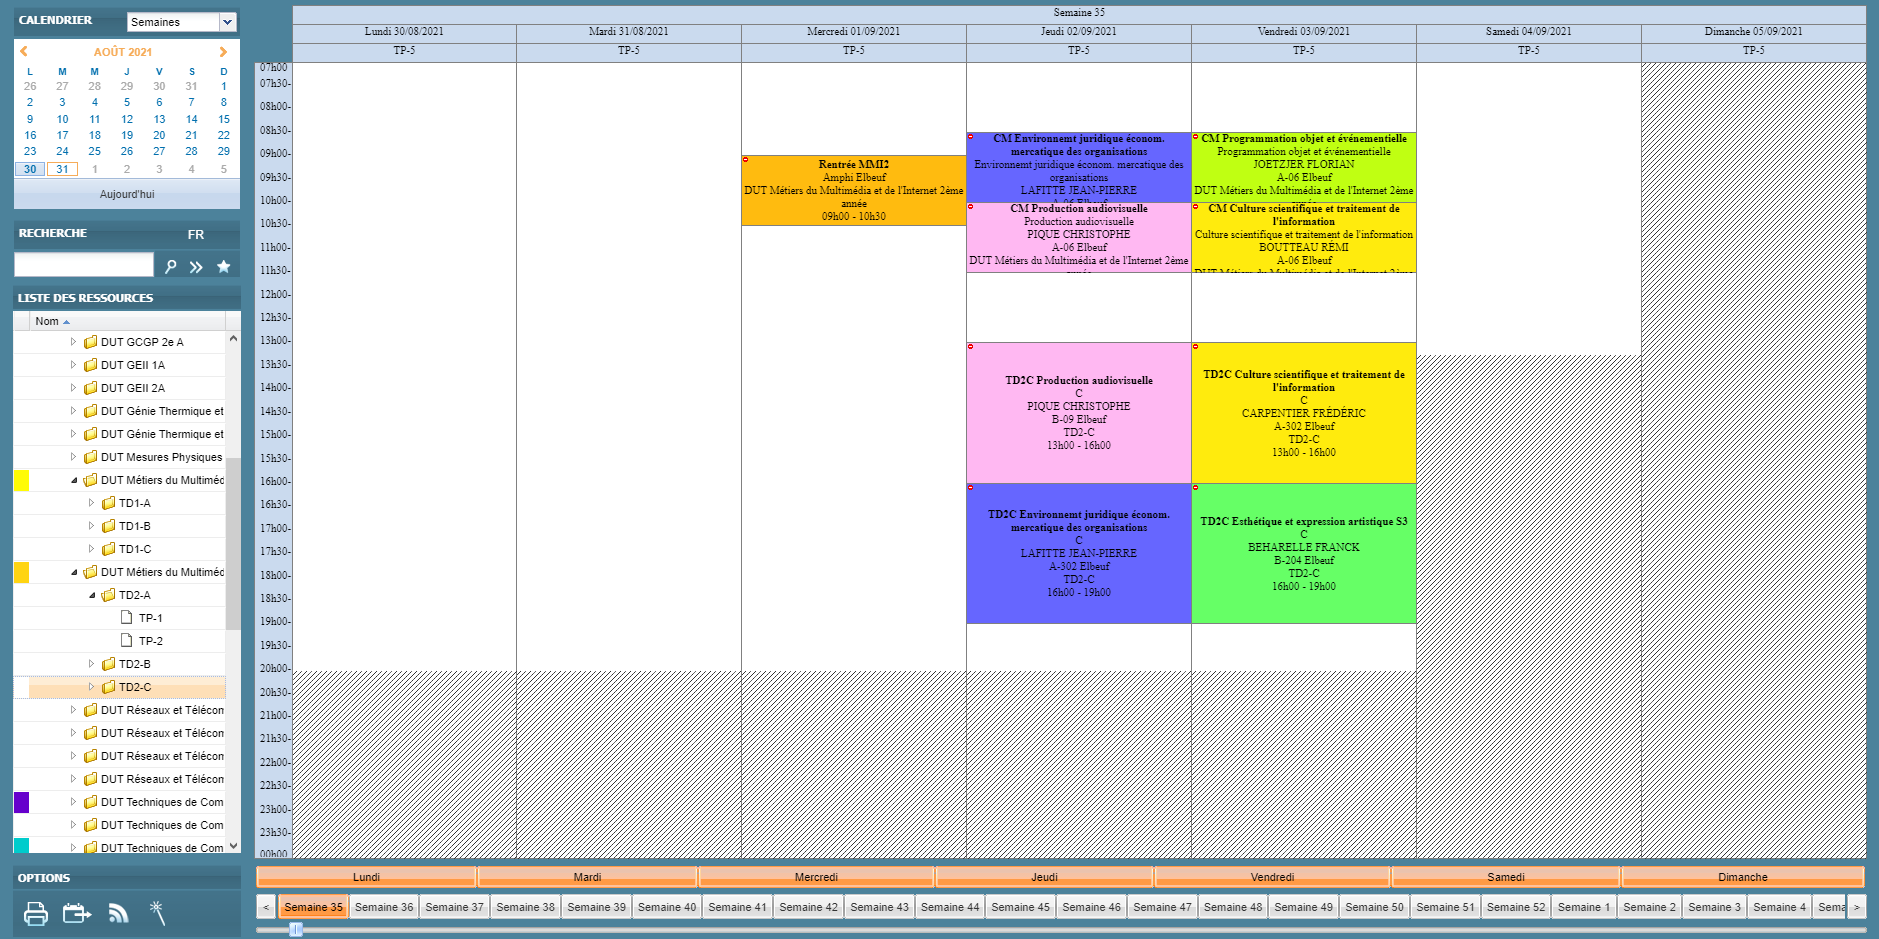 CALENDRIER
Semaines
AOÛT 2021
L M M J V S D
26 27 28 29 30 31 1
2 3 4 5 6 7 8
9 10 11 12 13 14 15
16 17 18 19 20 21 22
23 24 25 26 27 28 29
30 31 1 2 3 4 5
Aujourd'hui
RECHERCHE FR
LISTE DES RESSOURCES
Nom
DUT GCGP 2e A
DUT GEII 1A
DUT GEII 2A
DUT Génie Thermique et
DUT Génie Thermique et
DUT Mesures Physiques
DUT Métiers du Multiméd
TD1-A
TD1-B
TD1-C
DUT Métiers du Multiméd
TD2-A
TP-1
TP-2
TD2-B
TD2-C
DUT Réseaux et Télécom
DUT Réseaux et Télécom
DUT Réseaux et Télécom
DUT Réseaux et Télécom
DUT Techniques de Com
DUT Techniques de Com
DUT Techniques de Com
OPTIONS
Semaine 35
Lundi 30/08/2021 Mardi 31/08/2021 Mercredi 01/09/2021 Jeudi 02/09/2021 Vendredi 03/09/2021 Samedi 04/09/2021 Dimanche 05/09/2021
TP-5 TP-5 TP-5 TP-5 TP-5 TP-5 TP-5
07h00
07h30-
08h00-
08h30-
09h00-
09h30-
10h00-
10h30-
11h00-
11h30-
12h00-
12h30-
13h00-
13h30-
14h00-
14h30-
15h00-
15h30-
16h00-
16h30-
17h00-
17h30-
18h00-
18h30-
19h00-
19h30-
20h00-
20h30-
21h00-
21h30-
22h00-
22h30-
23h00-
23h30-
00h00
Rentrée MMI2
Amphi Elbeuf
DUT Métiers du Multimédia et de l'Internet 2ème
année
09h00 - 10h30
CM Environnemt juridique économ.
mercatique des organisations
Environnemt juridique économ. mercatique des
organisations
LAFITTE JEAN-PIERRE
A-06 Elbeuf
CM Production audiovisuelle
Production audiovisuelle
PIQUE CHRISTOPHE
A-06 Elbeuf
DUT Métiers du Multimédia et de l'Internet 2ème
année
TD2C Production audiovisuelle
C
PIQUE CHRISTOPHE
B-09 Elbeuf
TD2-C
13h00 - 16h00
TD2C Environnemt juridique économ.
mercatique des organisations
C
LAFITTE JEAN-PIERRE
A-302 Elbeuf
TD2-C
16h00 - 19h00
CM Programmation objet et événementielle
Programmation objet et événementielle
JOETZJER FLORIAN
A-06 Elbeuf
DUT Métiers du Multimédia et de l'Internet 2ème
année
CM Culture scientifique et traitement de
l'information
Culture scientifique et traitement de l'information
BOUTTEAU RÉMI
A-06 Elbeuf
DUT Métiers du Multimédia et de l'Internet 2ème
TD2C Culture scientifique et traitement de
l'information
C
CARPENTIER FRÉDÉRIC
A-302 Elbeuf
TD2-C
13h00 - 16h00
TD2C Esthétique et expression artistique S3
C
BEHARELLE FRANCK
B-204 Elbeuf
TD2-C
16h00 - 19h00
Lundi Mardi Mercredi Jeudi Vendredi Samedi Dimanche
< Semaine 35 Semaine 36 Semaine 37 Semaine 38 Semaine 39 Semaine 40 Semaine 41 Semaine 42 Semaine 43 Semaine 44 Semaine 45 Semaine 46 Semaine 47 Semaine 48 Semaine 49 Semaine 50 Semaine 51 Semaine 52 Semaine 1 Semaine 2 Semaine 3 Semaine 4 Sema >